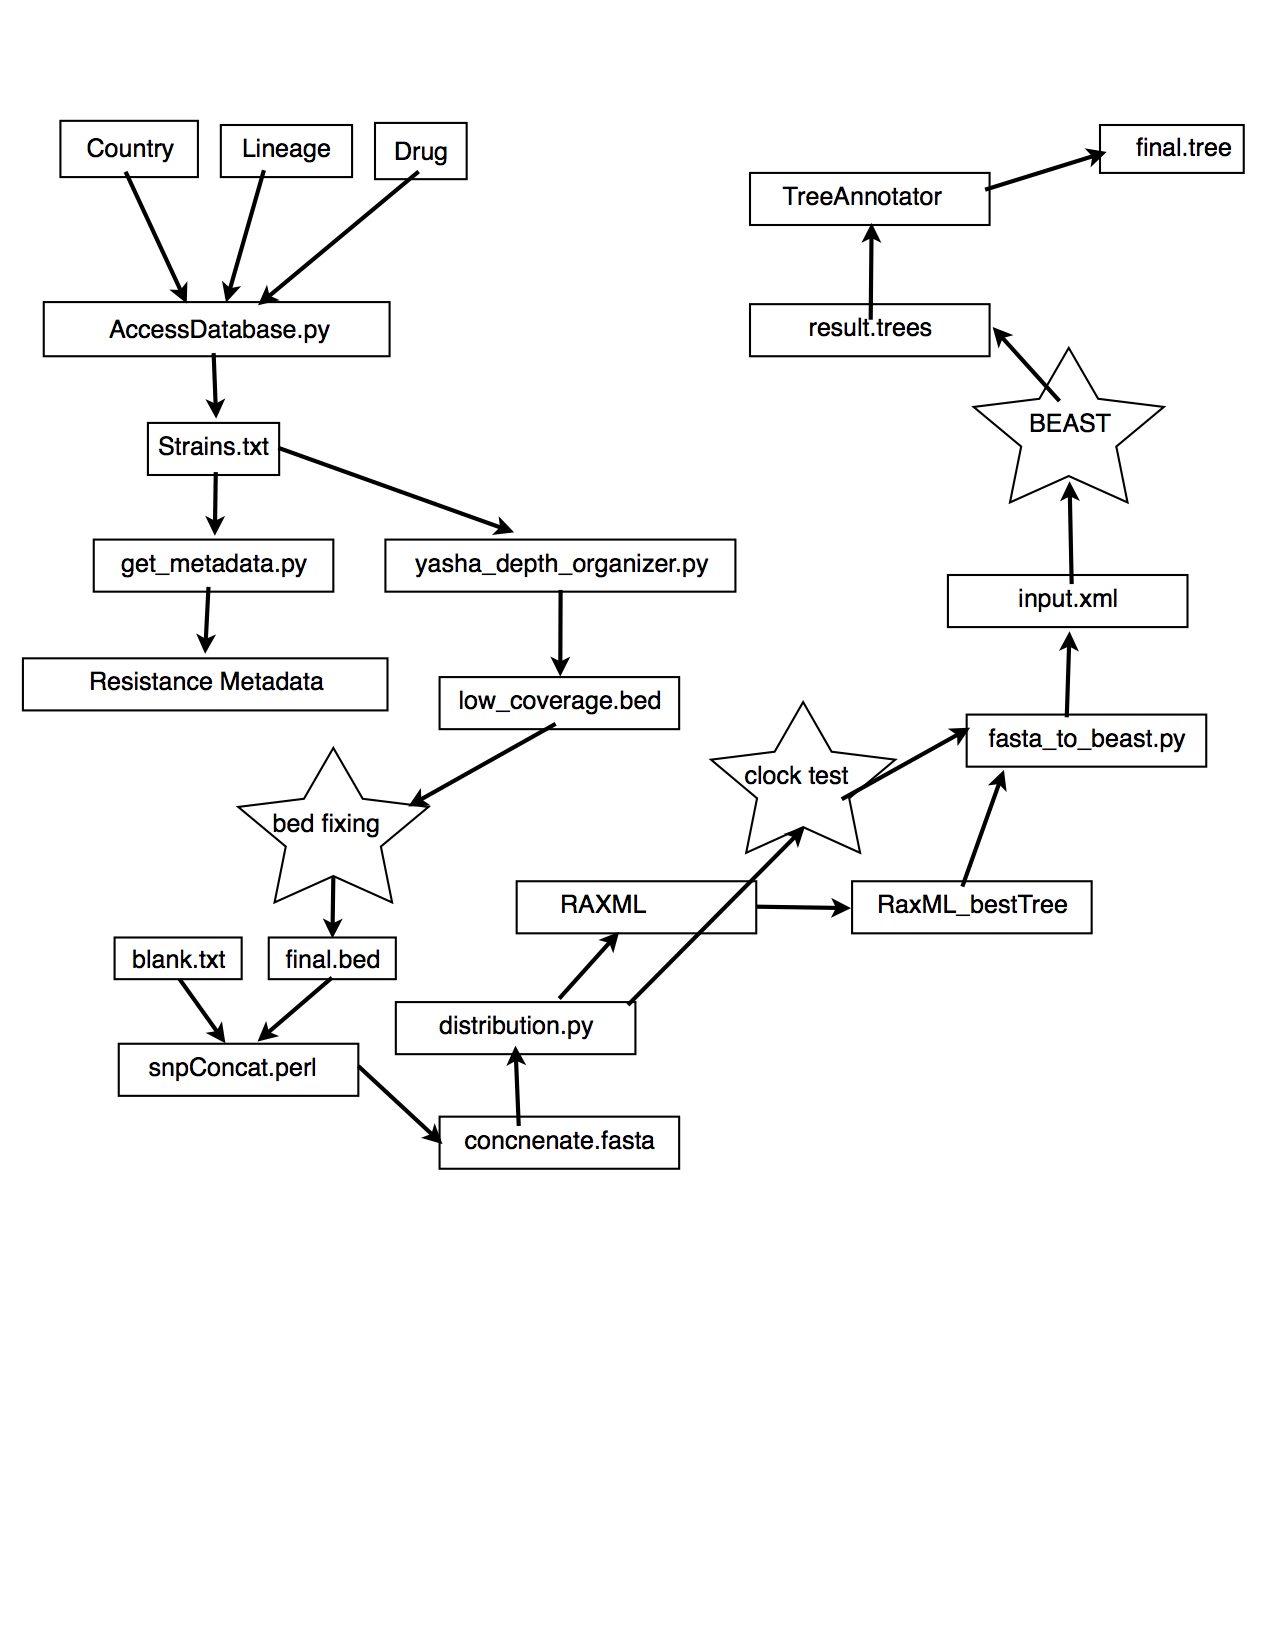 Country
Lineage
Drug
AccessDatabase.py
Strains.txt
get_metadata.py
yasha_depth_organizer.py
Resistance Metadata
low_coverage.bed
bed fixing
blank.txt
final.bed
snpConcat.perl
concnenate.fasta
distribution.py
RAXML
RaxML_bestTree
clock test
fasta_to_beast.py
input.xml
BEAST
result.trees
TreeAnnotator
final.tree